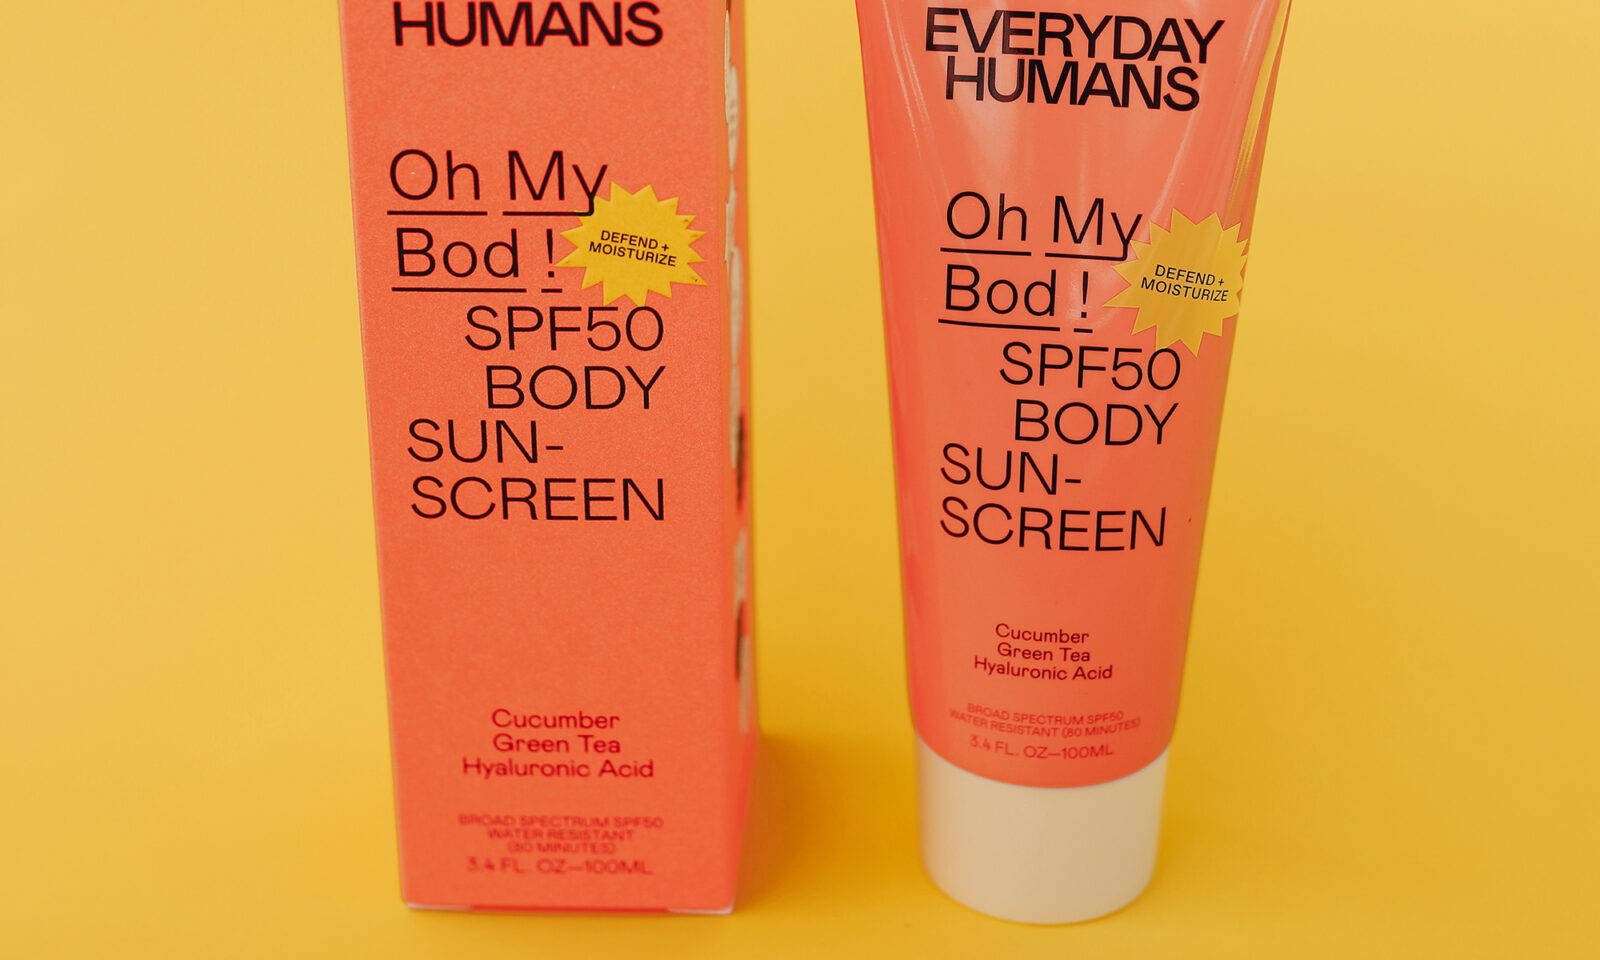 HUMANS
Oh My
Bod !
DEFEND +
MOISTURIZE
SPF50
BODY
SUN-
SCREEN
Cucumber
Green Tea
Hyaluronic Acid
BROAD SPECTRUM SPF50
WATER RESISTANT
(80 MINUTES)
3.4 FL. OZ—100ML
EVERYDAY
HUMANS
Oh My
Bod !
DEFEND +
MOISTURIZE
SPF50
BODY
SUN-
SCREEN
Cucumber
Green Tea
Hyaluronic Acid
BROAD SPECTRUM SPF50
WATER RESISTANT (80 MINUTES)
3.4 FL. OZ—100ML